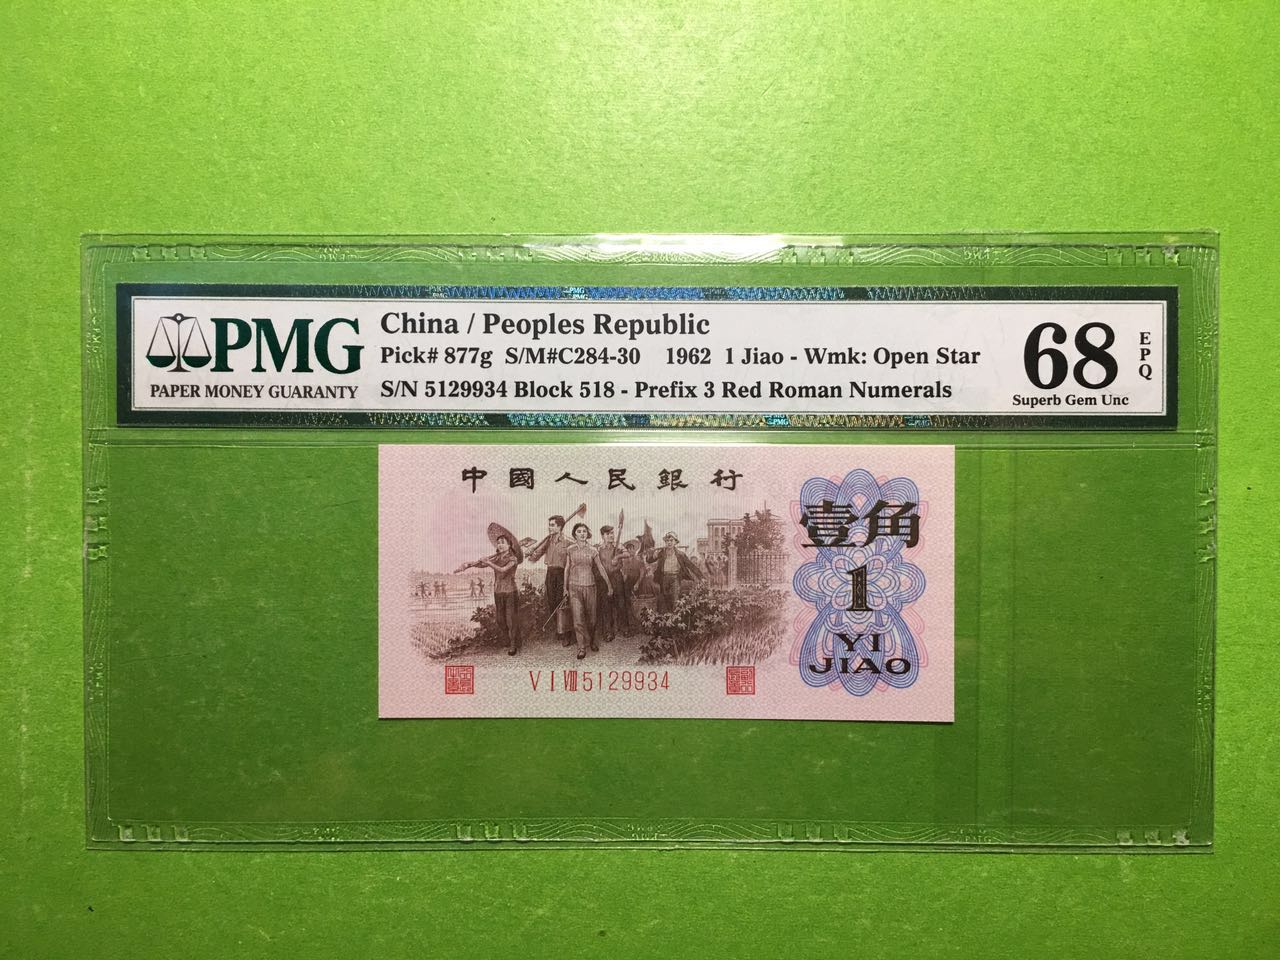 PMG
PAPER MONEY GUARANTY
China / Peoples Republic
Pick# 877g S/M#C284-30 1962 1 Jiao - Wmk: Open Star
S/N 5129934 Block 518 - Prefix 3 Red Roman Numerals
68
EPQ
Superb Gem Unc
中國人民銀行
壹角
1
YI
JIAO
V I VIII 5129934